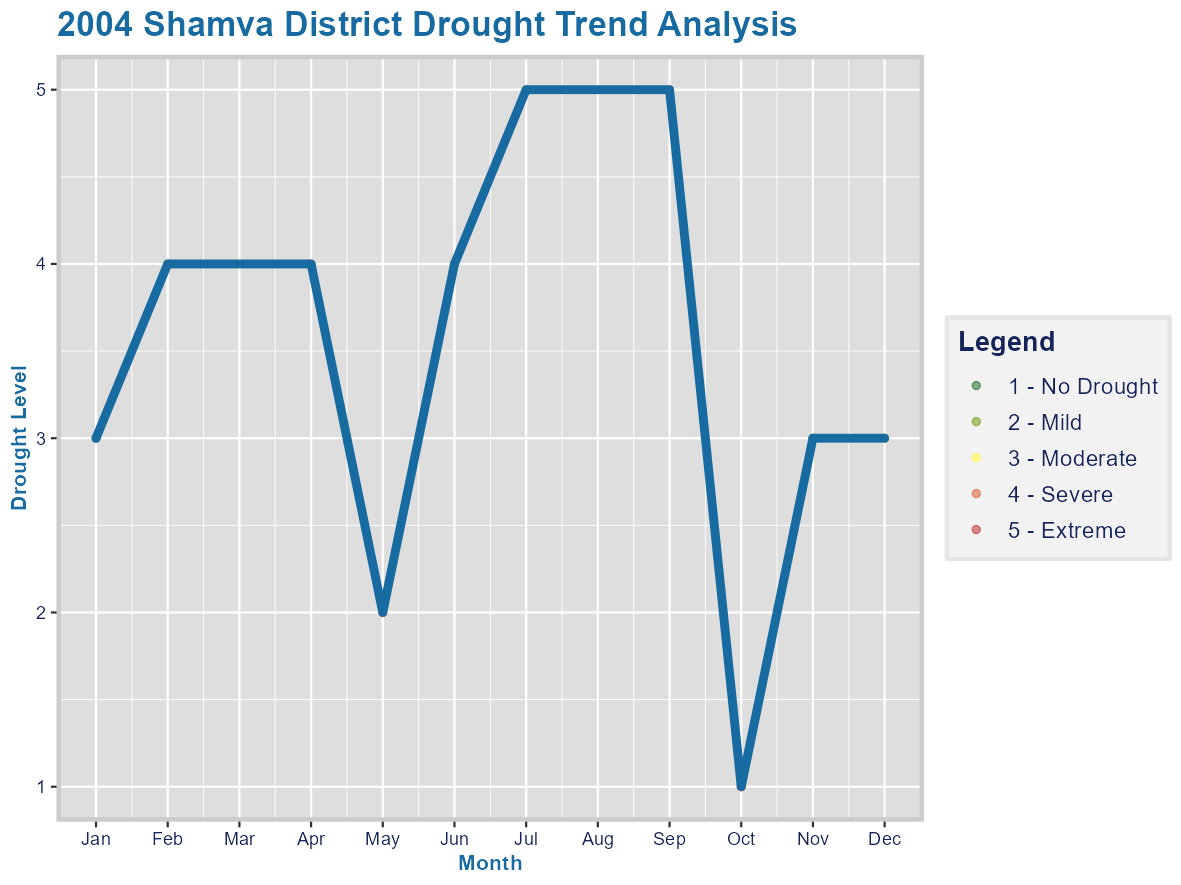 2004 Shamva District Drought Trend Analysis
5
4
3
2
1
Drought Level
Jan Feb Mar Apr May Jun Jul Aug Sep Oct Nov Dec
Month
Legend
1 - No Drought
2 - Mild
3 - Moderate
4 - Severe
5 - Extreme